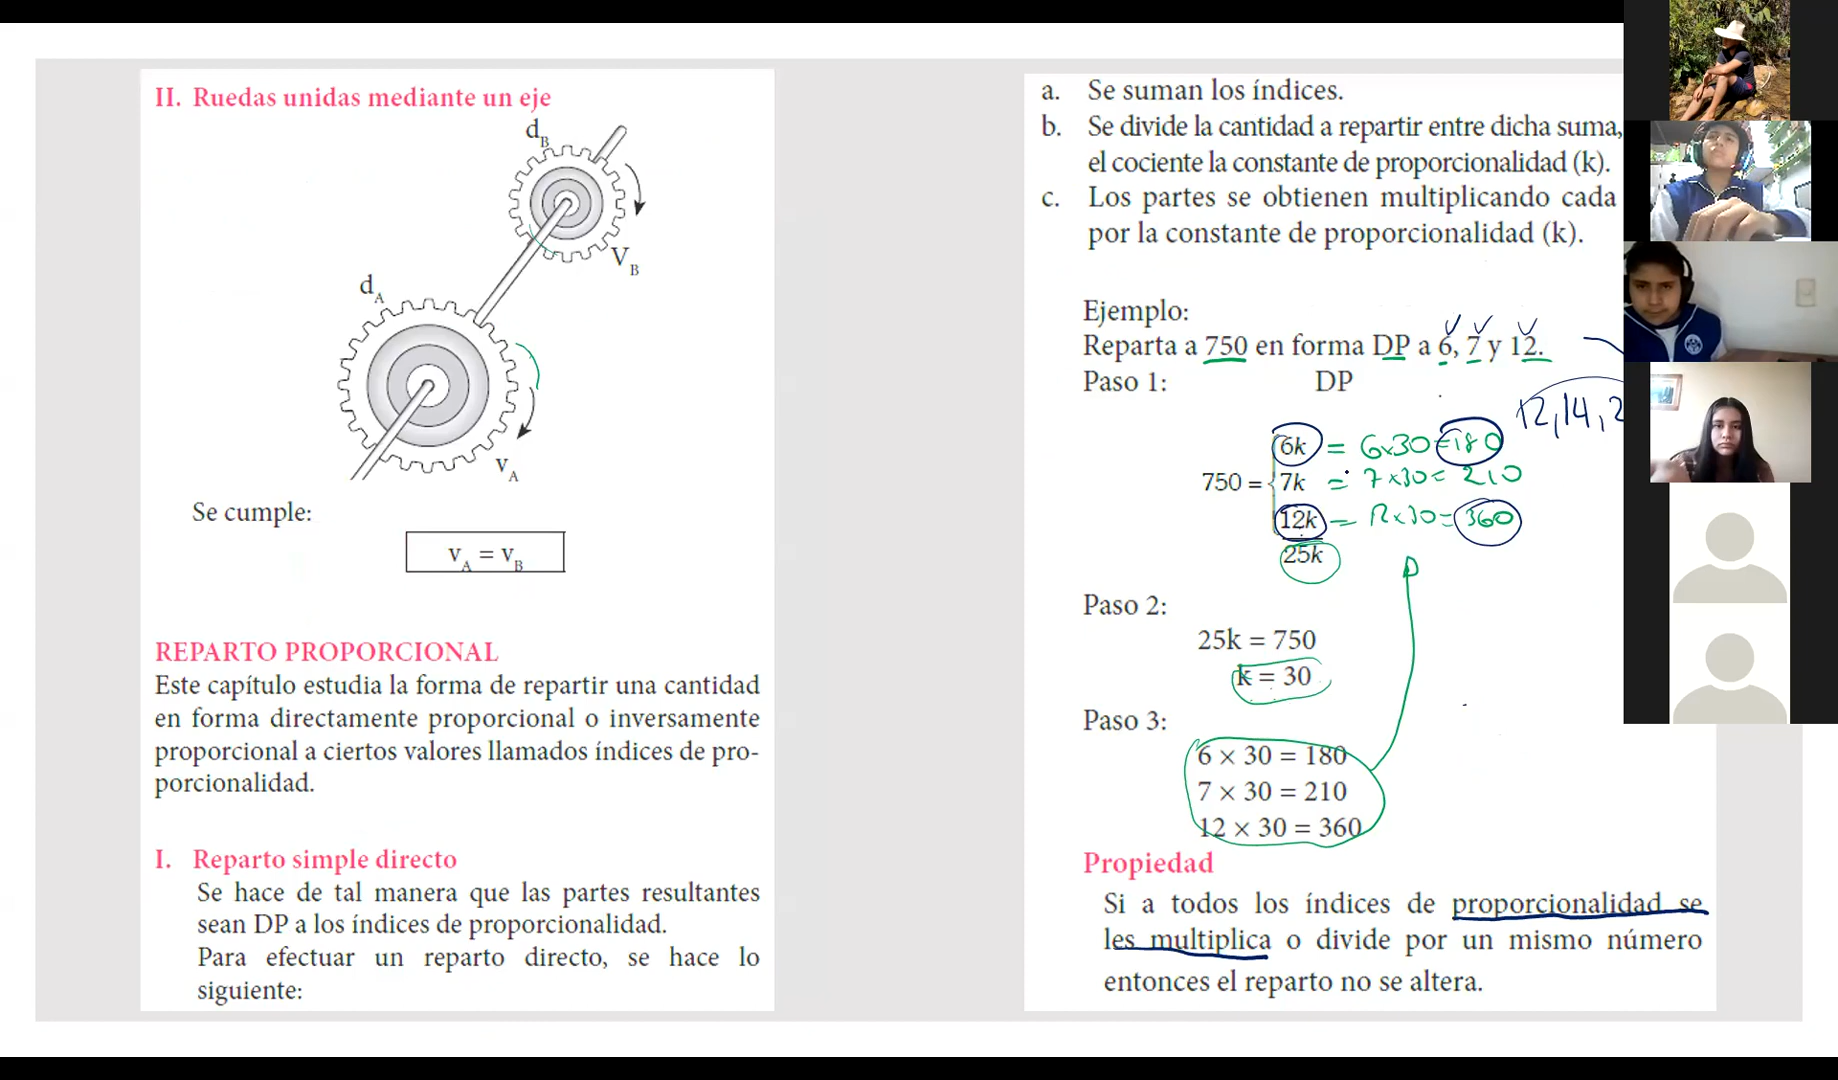 II. Ruedas unidas mediante un eje
d
B
V
B
d
A
V
A
Se cumple:
v
A
= v
B
REPARTO PROPORCIONAL
Este capítulo estudia la forma de repartir una cantidad
en forma directamente proporcional o inversamente
proporcional a ciertos valores llamados índices de pro-
porcionalidad.
I. Reparto simple directo
Se hace de tal manera que las partes resultantes
sean DP a los índices de proporcionalidad.
Para efectuar un reparto directo, se hace lo
siguiente:
a. Se suman los índices.
b. Se divide la cantidad a repartir entre dicha suma,
el cociente la constante de proporcionalidad (k).
c. Los partes se obtienen multiplicando cada
por la constante de proporcionalidad (k).
Ejemplo:
Reparta a 750 en forma DP a 6, 7 y 12.
Paso 1: DP
12, 14, 2
6k = 6x30=180
750 = 7k = 7x30= 210
12k = 12x30=360
25k
Paso 2:
25k = 750
k = 30
Paso 3:
6 × 30 = 180
7 × 30 = 210
12 × 30 = 360
Propiedad
Si a todos los índices de proporcionalidad se
les multiplica o divide por un mismo número
entonces el reparto no se altera.